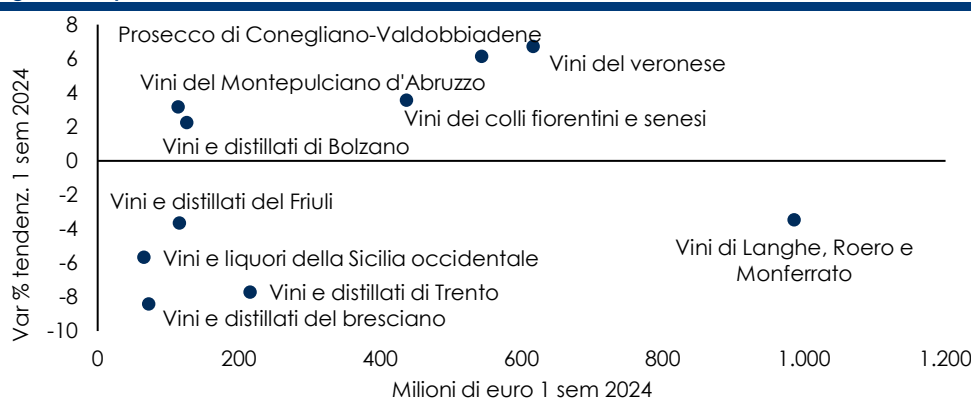 8
Prosecco di Conegliano-Valdobbiadene
6
Vini del veronese
Vini del Montepulciano d'Abruzzo
4
Vini dei colli fiorentini e senesi
2
Vini e distillati di Bolzano
0
-2
Vini e distillati del Friuli
-4
Vini di Langhe, Roero e
Monferrato
Vini e liquori della Sicilia occidentale
-6
Vini e distillati di Trento
-8
Vini e distillati del bresciano
-10
Var % tendenz. 1 sem 2024
0 200 400 600 800 1.000 1.200
Milioni di euro 1 sem 2024